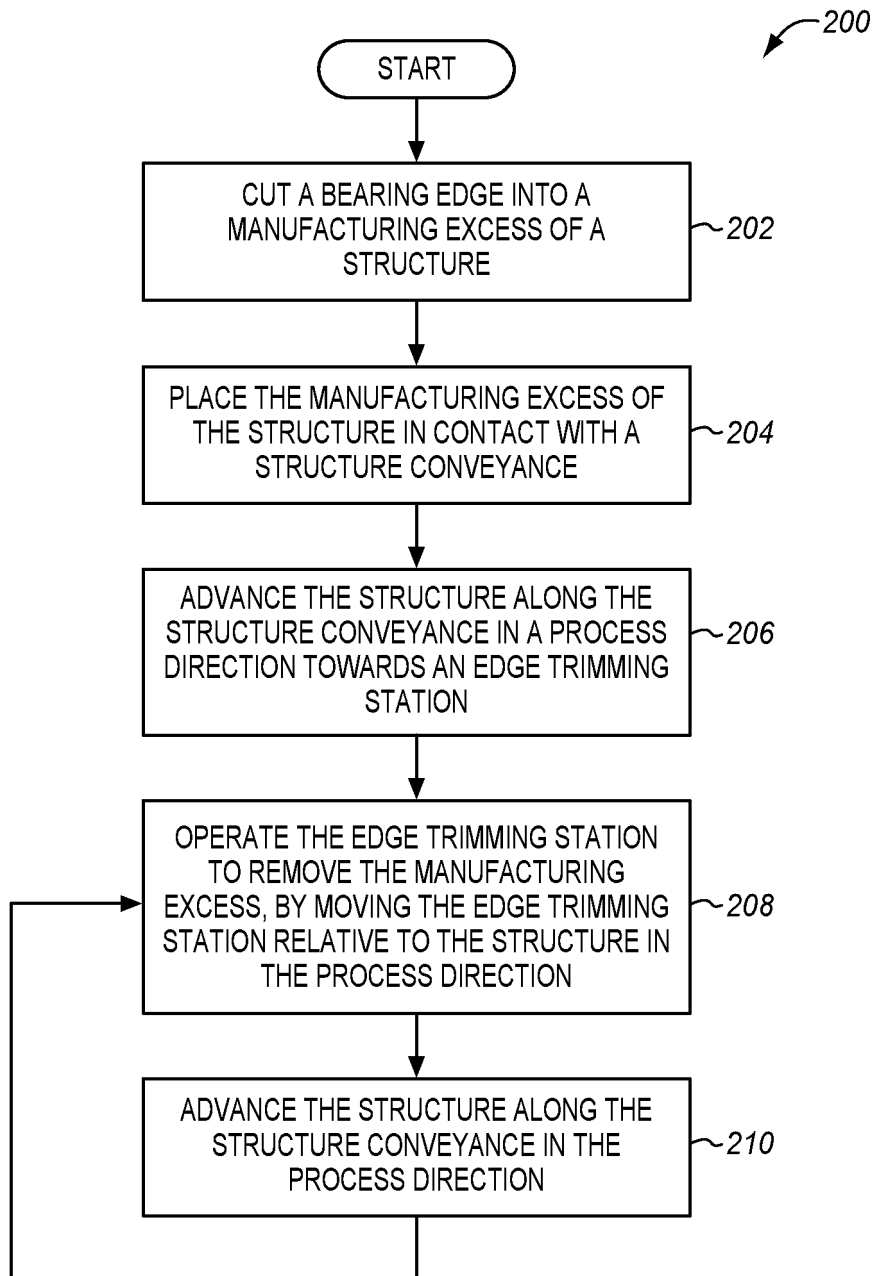 200
START
CUT A BEARING EDGE INTO A
MANUFACTURING EXCESS OF A
STRUCTURE
202
PLACE THE MANUFACTURING EXCESS OF
THE STRUCTURE IN CONTACT WITH A
STRUCTURE CONVEYANCE
204
ADVANCE THE STRUCTURE ALONG THE
STRUCTURE CONVEYANCE IN A PROCESS
DIRECTION TOWARDS AN EDGE TRIMMING
STATION
206
OPERATE THE EDGE TRIMMING STATION
TO REMOVE THE MANUFACTURING
EXCESS, BY MOVING THE EDGE TRIMMING
STATION RELATIVE TO THE STRUCTURE IN
THE PROCESS DIRECTION
208
ADVANCE THE STRUCTURE ALONG THE
STRUCTURE CONVEYANCE IN THE
PROCESS DIRECTION
210